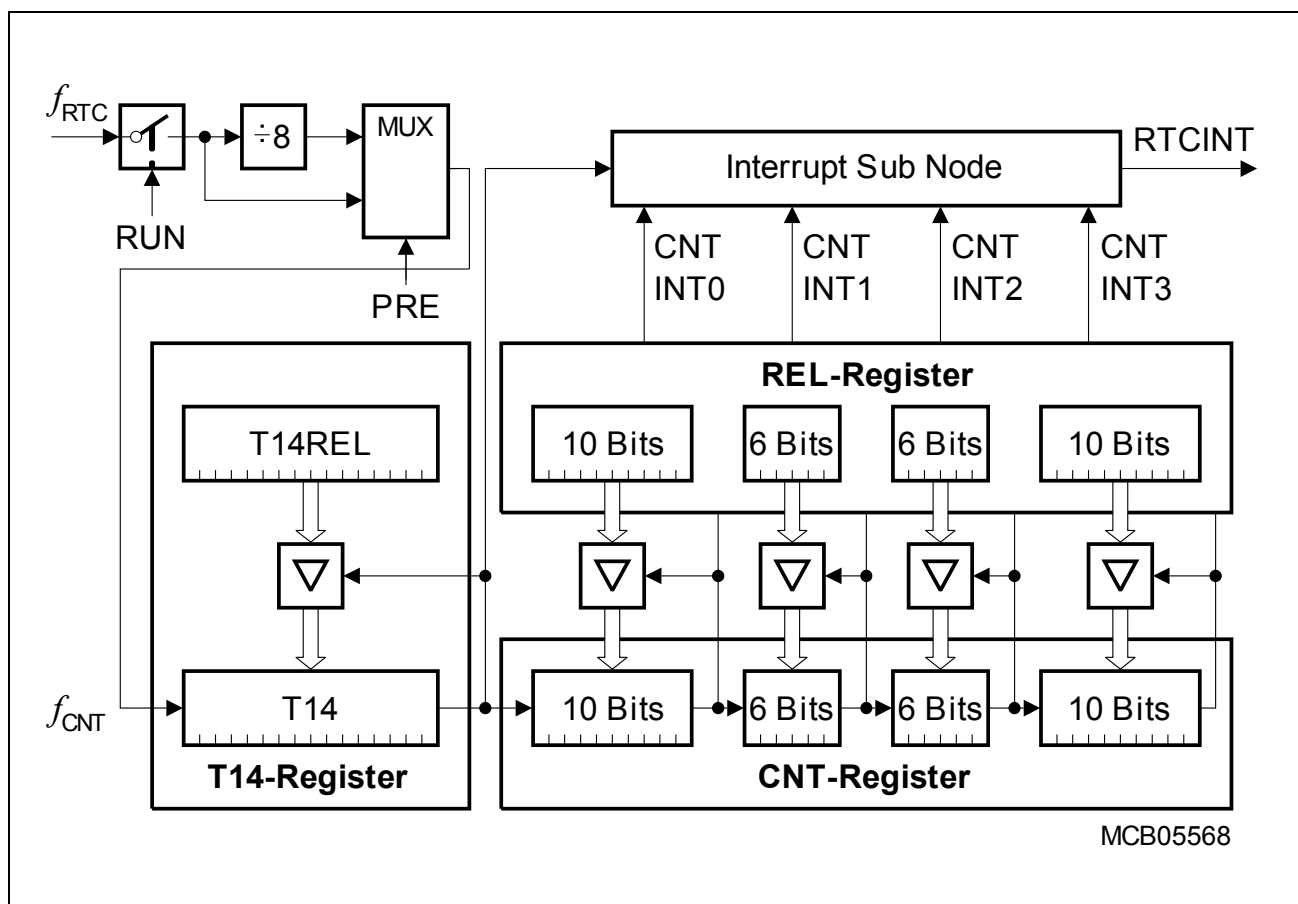 fRTC
÷8
MUX
RUN
PRE
Interrupt Sub Node
RTCINT
CNT INT0
CNT INT1
CNT INT2
CNT INT3
REL-Register
T14REL
10 Bits
6 Bits
6 Bits
10 Bits
fCNT
T14
10 Bits
6 Bits
6 Bits
10 Bits
T14-Register
CNT-Register
MCB05568